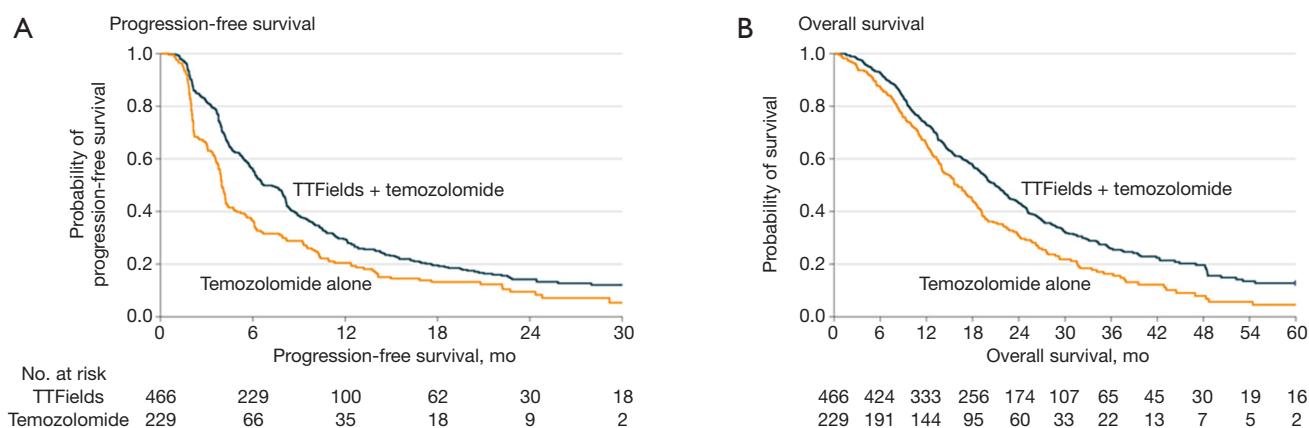 A
Progression-free survival
Probability of
progression-free survival
1.0
0.8
0.6
0.4
0.2
0.0
TTFields + temozolomide
Temozolomide alone
0 6 12 18 24 30
Progression-free survival, mo
No. at risk
TTFields 466 229 100 62 30 18
Temozolomide 229 66 35 18 9 2
B
Overall survival
Probability of survival
1.0
0.8
0.6
0.4
0.2
0.0
TTFields + temozolomide
Temozolomide alone
0 6 12 18 24 30 36 42 48 54 60
Overall survival, mo
466 424 333 256 174 107 65 45 30 19 16
229 191 144 95 60 33 22 13 7 5 2